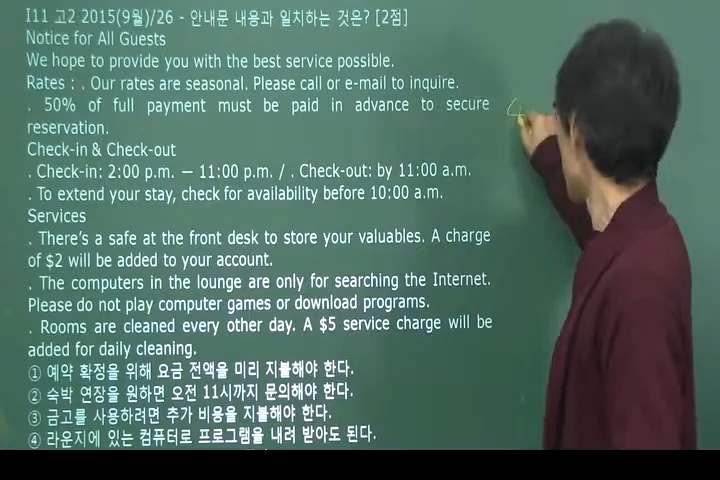 I11 고2 2015(9월)/26 - 안내문 내용과 일치하는 것은? [2점]
Notice for All Guests
We hope to provide you with the best service possible.
Rates : . Our rates are seasonal. Please call or e-mail to inquire.
. 50% of full payment must be paid in advance to secure
reservation.
Check-in & Check-out
. Check-in: 2:00 p.m. – 11:00 p.m. / . Check-out: by 11:00 a.m.
. To extend your stay, check for availability before 10:00 a.m.
Services
. There's a safe at the front desk to store your valuables. A charge
of $2 will be added to your account.
. The computers in the lounge are only for searching the Internet.
Please do not play computer games or download programs.
. Rooms are cleaned every other day. A $5 service charge will be
added for daily cleaning.
① 예약 확정을 위해 요금 전액을 미리 지불해야 한다.
② 숙박 연장을 원하면 오전 11시까지 문의해야 한다.
③ 금고를 사용하려면 추가 비용을 지불해야 한다.
④ 라운지에 있는 컴퓨터로 프로그램을 내려 받아도 된다.